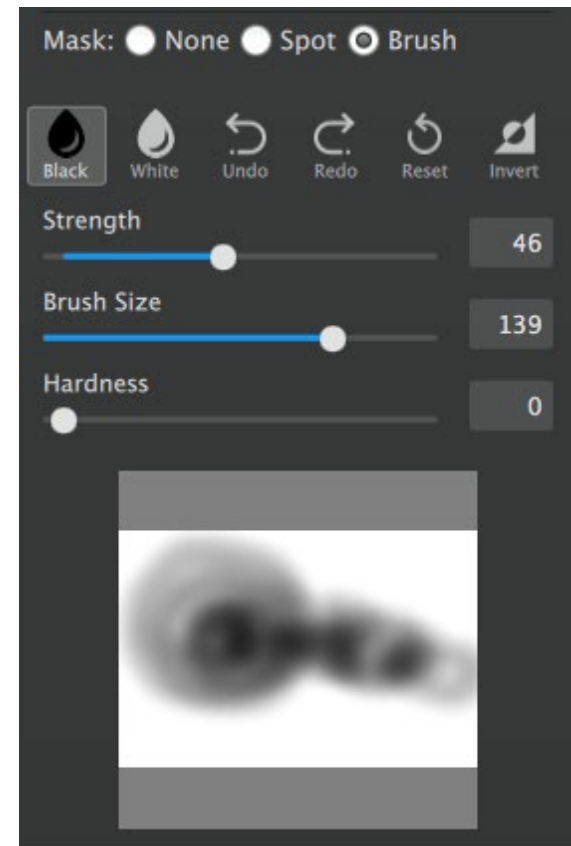 Mask: None Spot Brush
Black White Undo Redo Reset Invert
Strength
46
Brush Size
139
Hardness
0